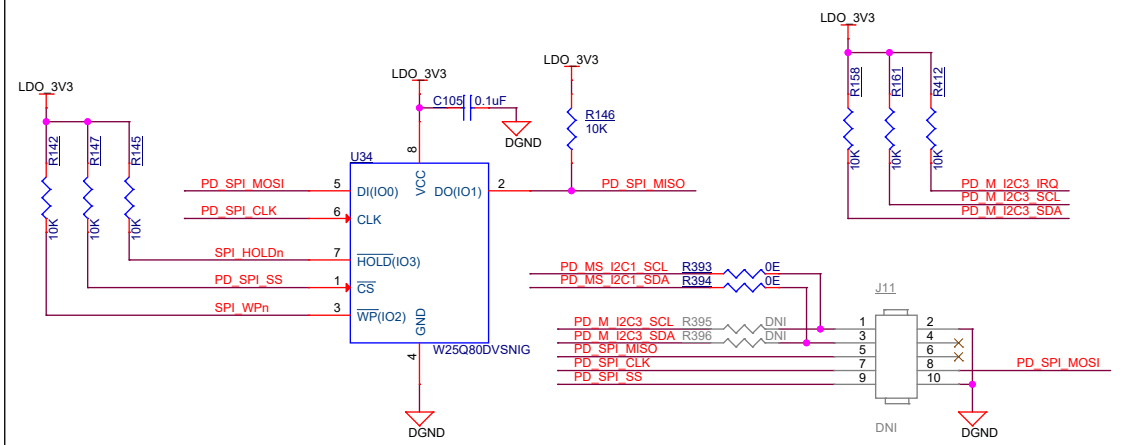 LDO_3V3
R158
R161
R412
10K
10K
10K
PD_M_I2C3_IRQ
PD_M_I2C3_SCL
PD_M_I2C3_SDA
LDO_3V3
R142
R147
R145
10K
10K
10K
LDO_3V3
C105
0.1uF
DGND
LDO_3V3
R146
10K
U34
8
VCC
PD_SPI_MOSI
5
DI(IO0)
DO(IO1)
2
PD_SPI_MISO
PD_SPI_CLK
6
CLK
SPI_HOLDn
7
HOLD(IO3)
PD_SPI_SS
1
CS
SPI_WPn
3
WP(IO2)
GND
4
W25Q80DVSNIG
DGND
PD_MS_I2C1_SCL
R393
0E
PD_MS_I2C1_SDA
R394
0E
J11
PD_M_I2C3_SCL
R395
DNI
1
2
PD_M_I2C3_SDA
R396
DNI
3
4
PD_SPI_MISO
5
6
PD_SPI_CLK
7
8
PD_SPI_MOSI
PD_SPI_SS
9
10
DNI
DGND